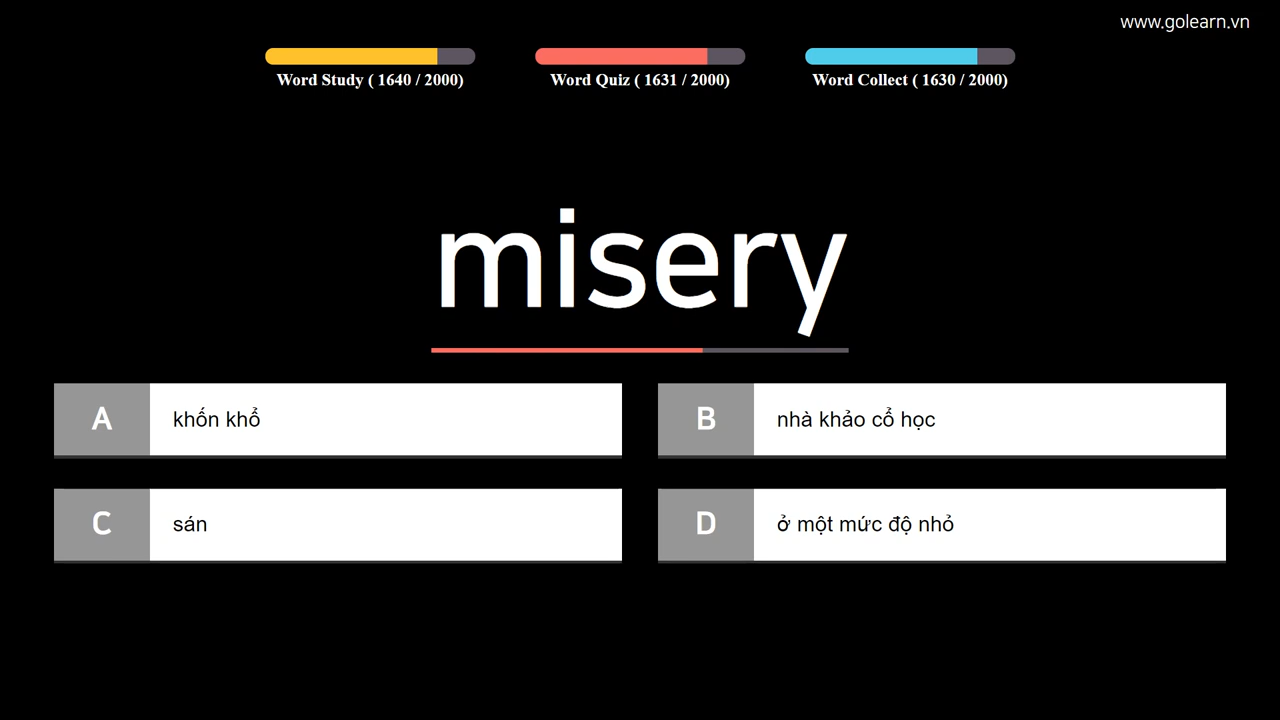 www.golearn.vn
Word Study ( 1640 / 2000)
Word Quiz ( 1631 / 2000)
Word Collect ( 1630 / 2000)
misery
A khốn khổ
B nhà khảo cổ học
C sán
D ở một mức độ nhỏ